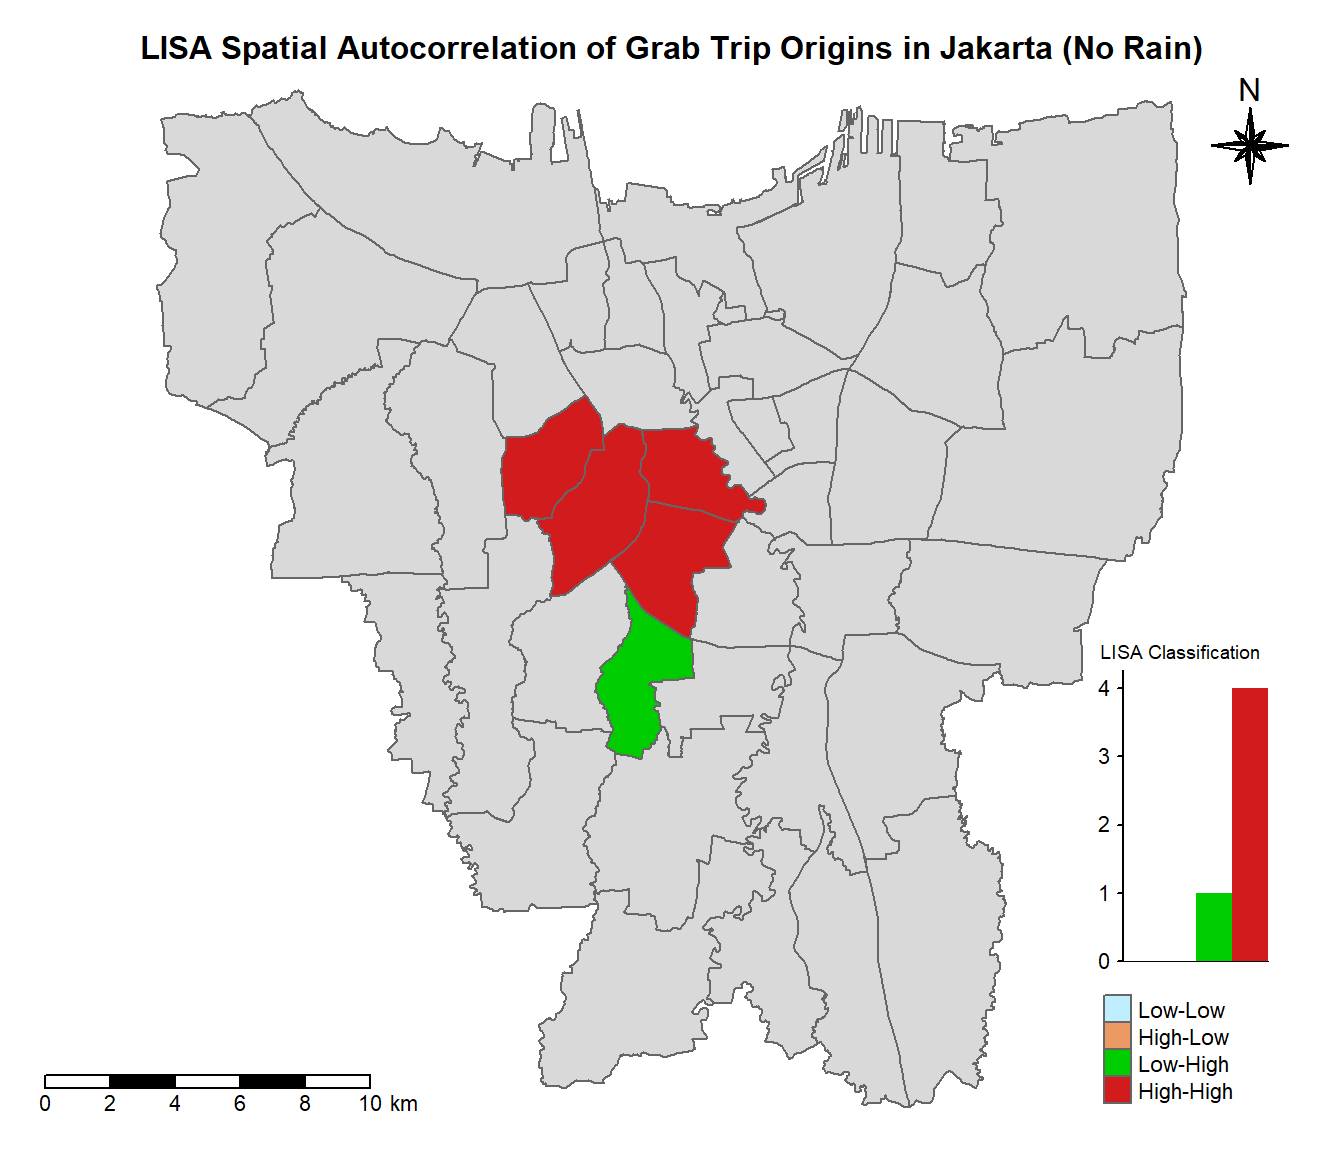 LISA Spatial Autocorrelation of Grab Trip Origins in Jakarta (No Rain)
N
LISA Classification
4
3
2
1
0
Low-Low
High-Low
Low-High
High-High
0 2 4 6 8 10 km